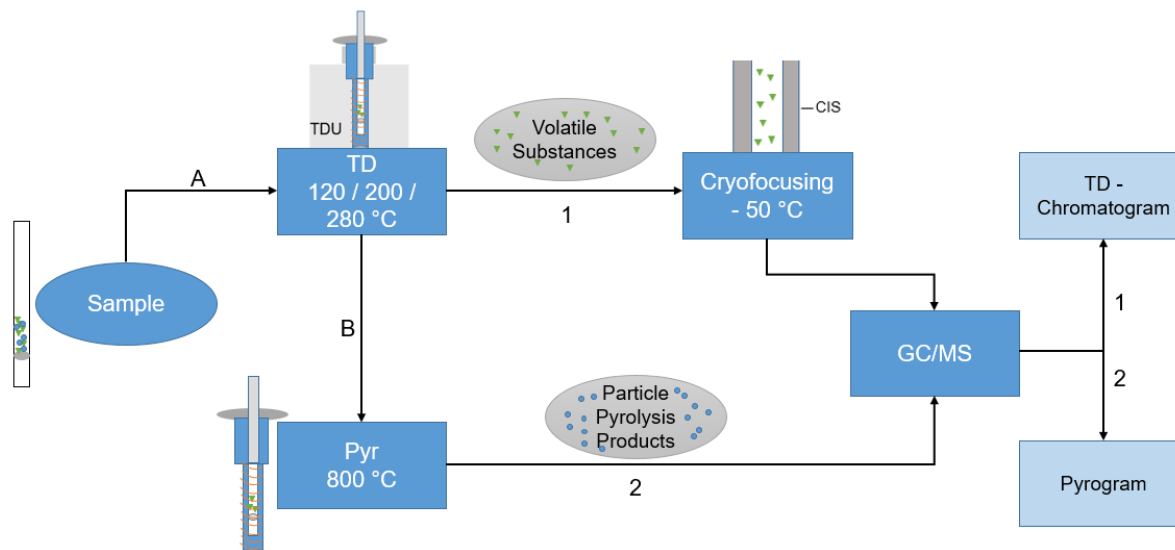 TDU
TD
120 / 200 /
280 °C
A
Sample
Volatile
Substances
1
CIS
Cryofocusing
- 50 °C
TD -
Chromatogram
B
GC/MS
1
2
Particle
Pyrolysis
Products
Pyr
800 °C
2
Pyrogram